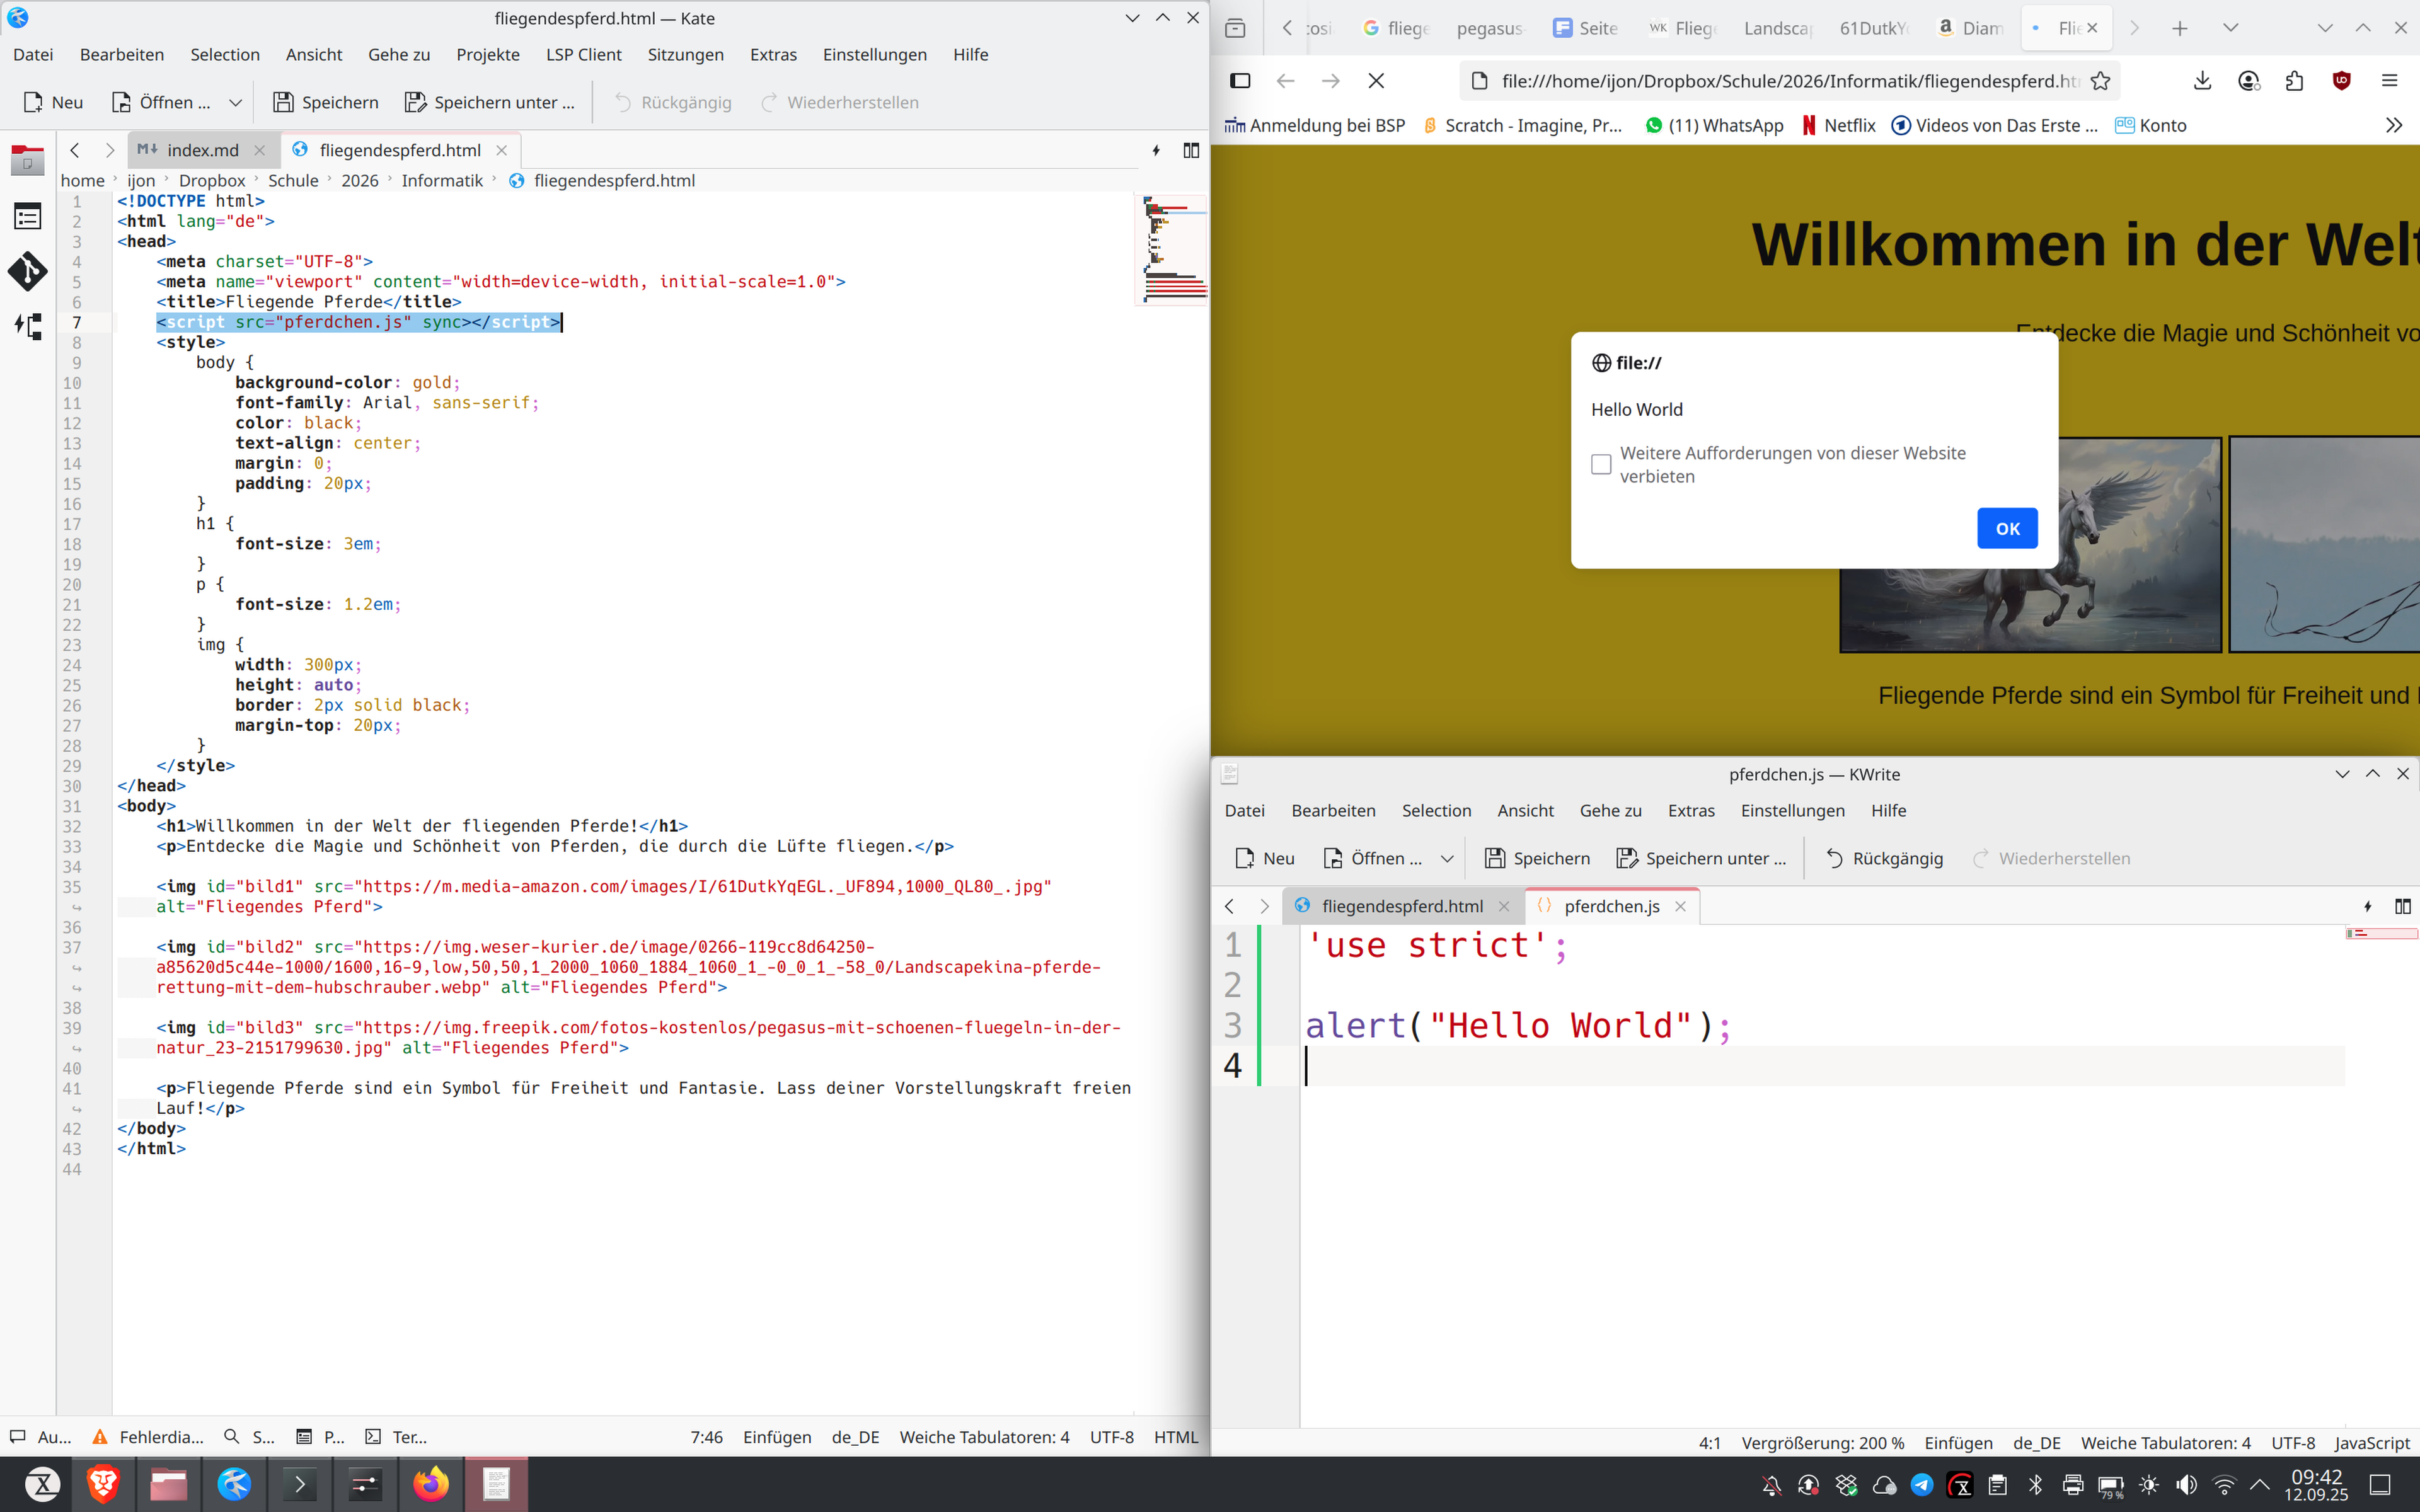 fliegendespferd.html — Kate
Datei Bearbeiten Selection Ansicht Gehe zu Projekte LSP Client Sitzungen Extras Einstellungen Hilfe
Neu Öffnen ... Speichern Speichern unter ... Rückgängig Wiederherstellen
index.md fliegendespferd.html
home Dropbox Schule 2026 Informatik fliegendespferd.html
ijon
1 <!DOCTYPE html>
2 <html lang="de">
3 <head>
4 <meta charset="UTF-8">
5 <meta name="viewport" content="width=device-width, initial-scale=1.0">
6 <title>Fliegende Pferde</title>
7 <script src="pferdchen.js" sync></script>
8 <style>
9 body {
10 background-color: gold;
11 font-family: Arial, sans-serif;
12 color: black;
13 text-align: center;
14 margin: 0;
15 padding: 20px;
16 }
17 h1 {
18 font-size: 3em;
19 }
20 p {
21 font-size: 1.2em;
22 }
23 img {
24 width: 300px;
25 height: auto;
26 border: 2px solid black;
27 margin-top: 20px;
28 }
29 </style>
30 </head>
31 <body>
32 <h1>Willkommen in der Welt der fliegenden Pferde!</h1>
33 <p>Entdecke die Magie und Schönheit von Pferden, die durch die Lüfte fliegen.</p>
34
35 <img id="bild1" src="https://m.media-amazon.com/images/I/61DutkYqEGL._UF894,1000_QL80_.jpg"
alt="Fliegendes Pferd">
36
37 <img id="bild2" src="https://img.weser-kurier.de/image/0266-119cc8d64250-
a85620d5c44e-1000/1600,16-9,low,50,50,1_2000_1060_1884_1060_1_-0_0_1_-58_0/Landscapekina-pferde-
rettung-mit-dem-hubschrauber.webp" alt="Fliegendes Pferd">
38
39 <img id="bild3" src="https://img.freepik.com/fotos-kostenlos/pegasus-mit-schoenen-fluegeln-in-der-
natur_23-2151799630.jpg" alt="Fliegendes Pferd">
40
41 <p>Fliegende Pferde sind ein Symbol für Freiheit und Fantasie. Lass deiner Vorstellungskraft freien
Lauf!</p>
42 </body>
43 </html>
44
Au... Fehlerdia... S... P... Ter... 7:46 Einfügen de_DE Weiche Tabulatoren: 4 UTF-8 HTML
fliege pegasus- Seite WK Fliege Landscap 61DutkY a Diam Flie
file:///home/ijon/Dropbox/Schule/2026/Informatik/fliegendespferd.ht
Anmeldung bei BSP Scratch - Imagine, Pr... (11) WhatsApp Netflix Videos von Das Erste ... Konto
Willkommen in der Welt
Entdecke die Magie und Schönheit vo
file://
Hello World
Weitere Aufforderungen von dieser Website
verbieten
OK
Fliegende Pferde sind ein Symbol für Freiheit und
pferdchen.js — KWrite
Datei Bearbeiten Selection Ansicht Gehe zu Extras Einstellungen Hilfe
Neu Öffnen ... Speichern Speichern unter ... Rückgängig Wiederherstellen
fliegendespferd.html pferdchen.js
1 'use strict';
2
3 alert("Hello World");
4
4:1 Vergrößerung: 200 % Einfügen de_DE Weiche Tabulatoren: 4 UTF-8 JavaScript
79 %
09:42
12.09.25